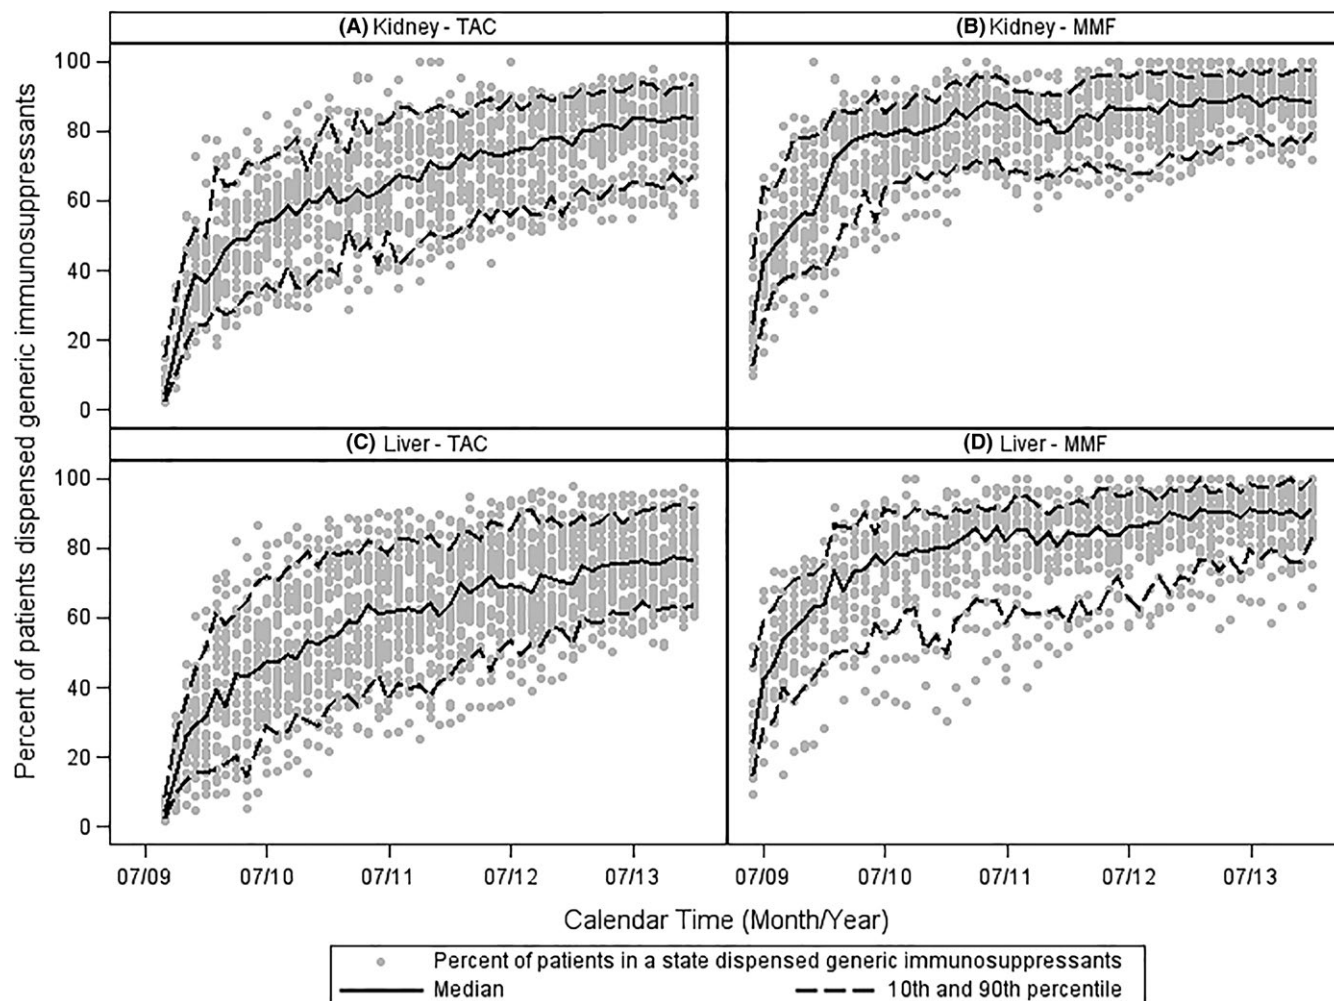 (A) Kidney - TAC
(B) Kidney - MMF
Percent of patients dispensed generic immunosuppressants
100
80
60
40
20
0
(C) Liver - TAC
(D) Liver - MMF
100
80
60
40
20
0
07/09 07/10 07/11 07/12 07/13
07/09 07/10 07/11 07/12 07/13
Calendar Time (Month/Year)
Percent of patients in a state dispensed generic immunosuppressants
Median
10th and 90th percentile